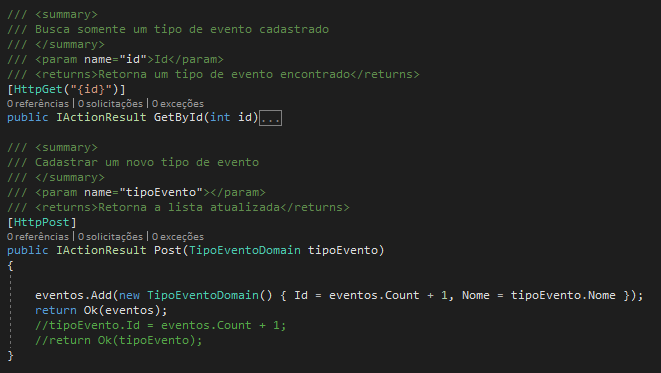 /// <summary>
/// Busca somente um tipo de evento cadastrado
/// </summary>
/// <param name="id">Id</param>
/// <returns>Retorna um tipo de evento encontrado</returns>
[HttpGet("{id}")]
0 referências | 0 solicitações | 0 exceções
public IActionResult GetById(int id)...
/// <summary>
/// Cadastrar um novo tipo de evento
/// </summary>
/// <param name="tipoEvento"></param>
/// <returns>Retorna a lista atualizada</returns>
[HttpPost]
0 referências | 0 solicitações | 0 exceções
public IActionResult Post(TipoEventoDomain tipoEvento)
{
eventos.Add(new TipoEventoDomain() { Id = eventos.Count + 1, Nome = tipoEvento.Nome });
return Ok(eventos);
//tipoEvento.Id = eventos.Count + 1;
//return Ok(tipoEvento);
}